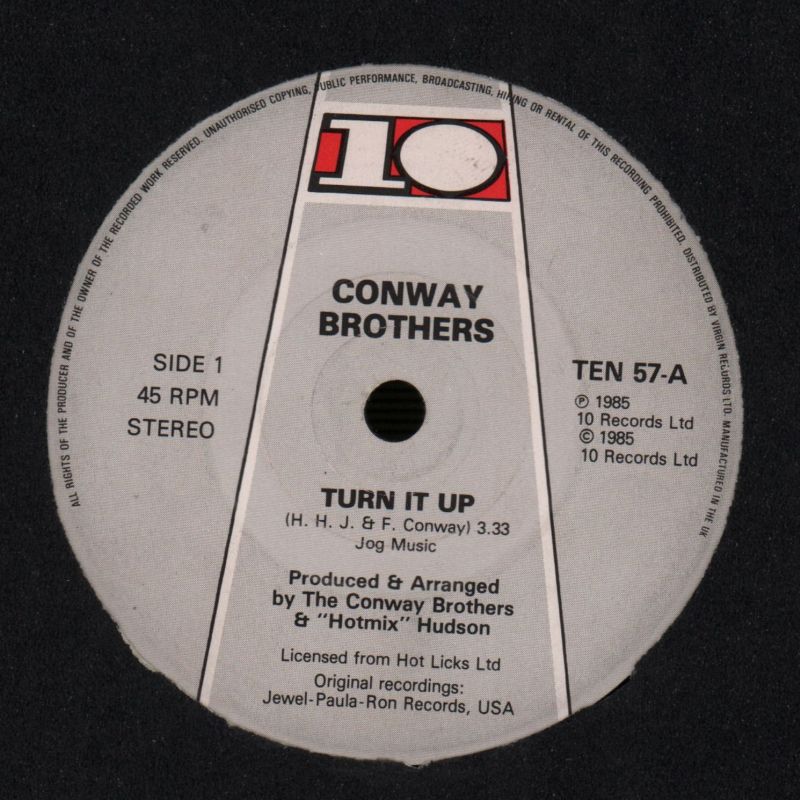 ALL RIGHTS OF THE PRODUCER AND OF THE OWNER OF THE RECORDED WORK RESERVED. UNAUTHORISED COPYING, PUBLIC PERFORMANCE, BROADCASTING, HIRING OR RENTAL OF THIS RECORDING PROHIBITED. DISTRIBUTED BY VIRGIN RECORDS LTD. MANUFACTURED IN THE UK
10
CONWAY
BROTHERS
SIDE 1
45 RPM
STEREO
TEN 57-A
℗ 1985
10 Records Ltd
© 1985
10 Records Ltd
TURN IT UP
(H. H. J. & F. Conway) 3.33
Jog Music
Produced & Arranged
by The Conway Brothers
& "Hotmix" Hudson
Licensed from Hot Licks Ltd
Original recordings:
Jewel-Paula-Ron Records, USA